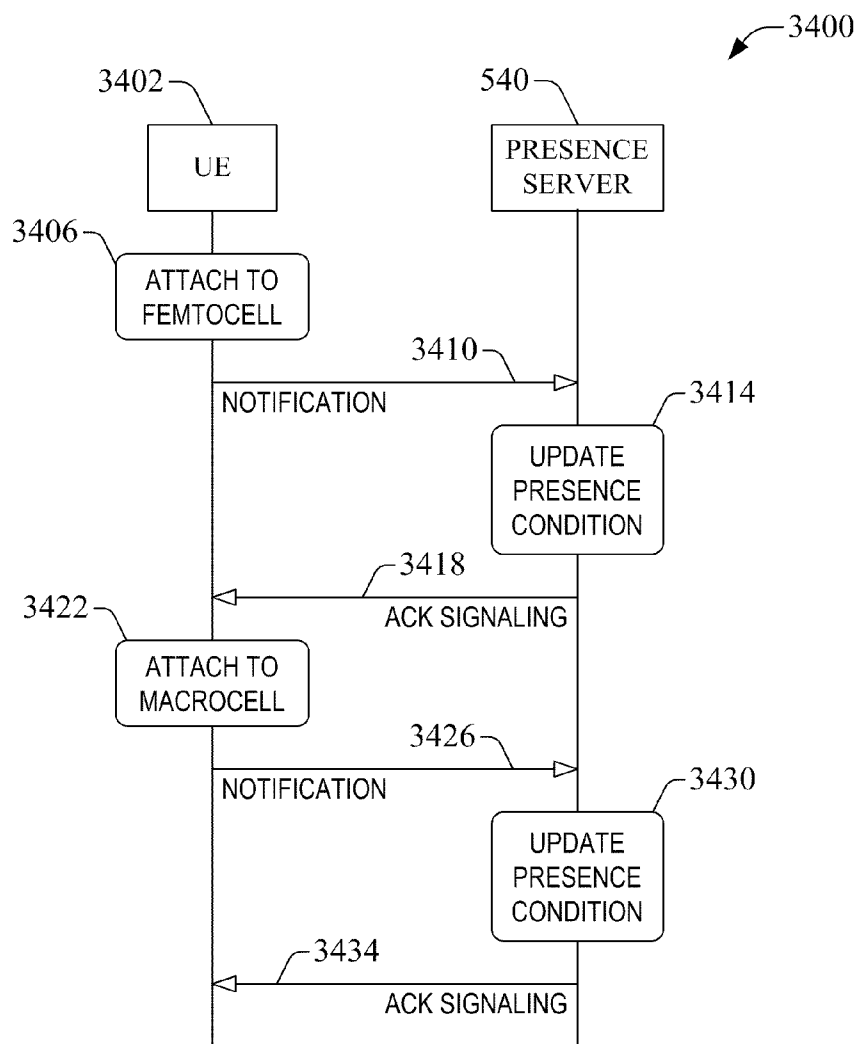 3400
3402
540
UE
PRESENCE
SERVER
3406
ATTACH TO
FEMTOCELL
3410
NOTIFICATION
3414
UPDATE
PRESENCE
CONDITION
3418
ACK SIGNALING
3422
ATTACH TO
MACROCELL
3426
NOTIFICATION
3430
UPDATE
PRESENCE
CONDITION
3434
ACK SIGNALING